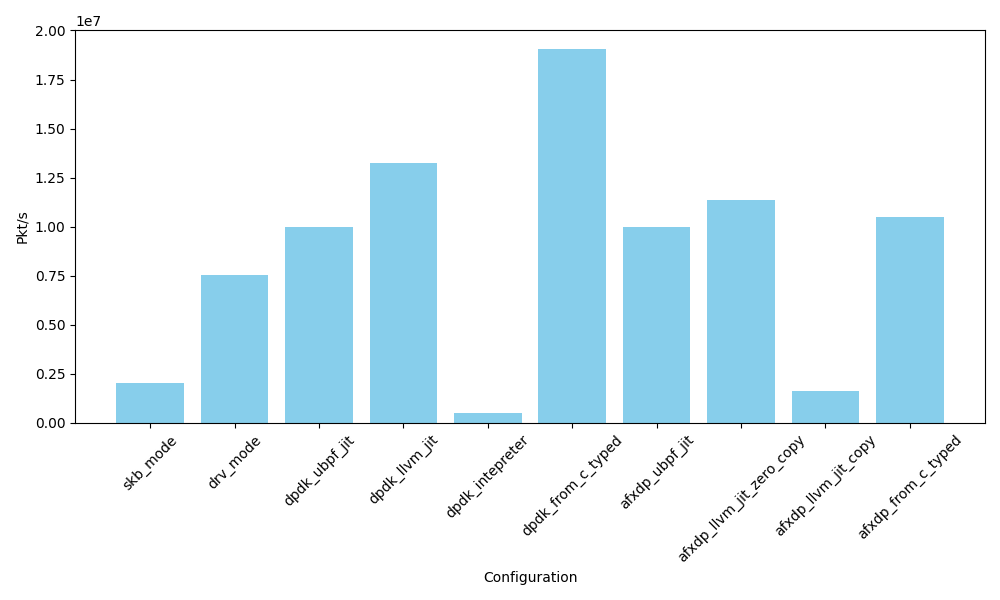 1e7
2.00
1.75
1.50
1.25
1.00
0.75
0.50
0.25
0.00
Pkt/s
skb_mode
drv_mode
dpdk_ubpf_jit
dpdk_llvm_jit
dpdk_intepreter
dpdk_from_c_typed
afxdp_ubpf_jit
afxdp_llvm_jit_zero_copy
afxdp_llvm_jit_copy
afxdp_from_c_typed
Configuration